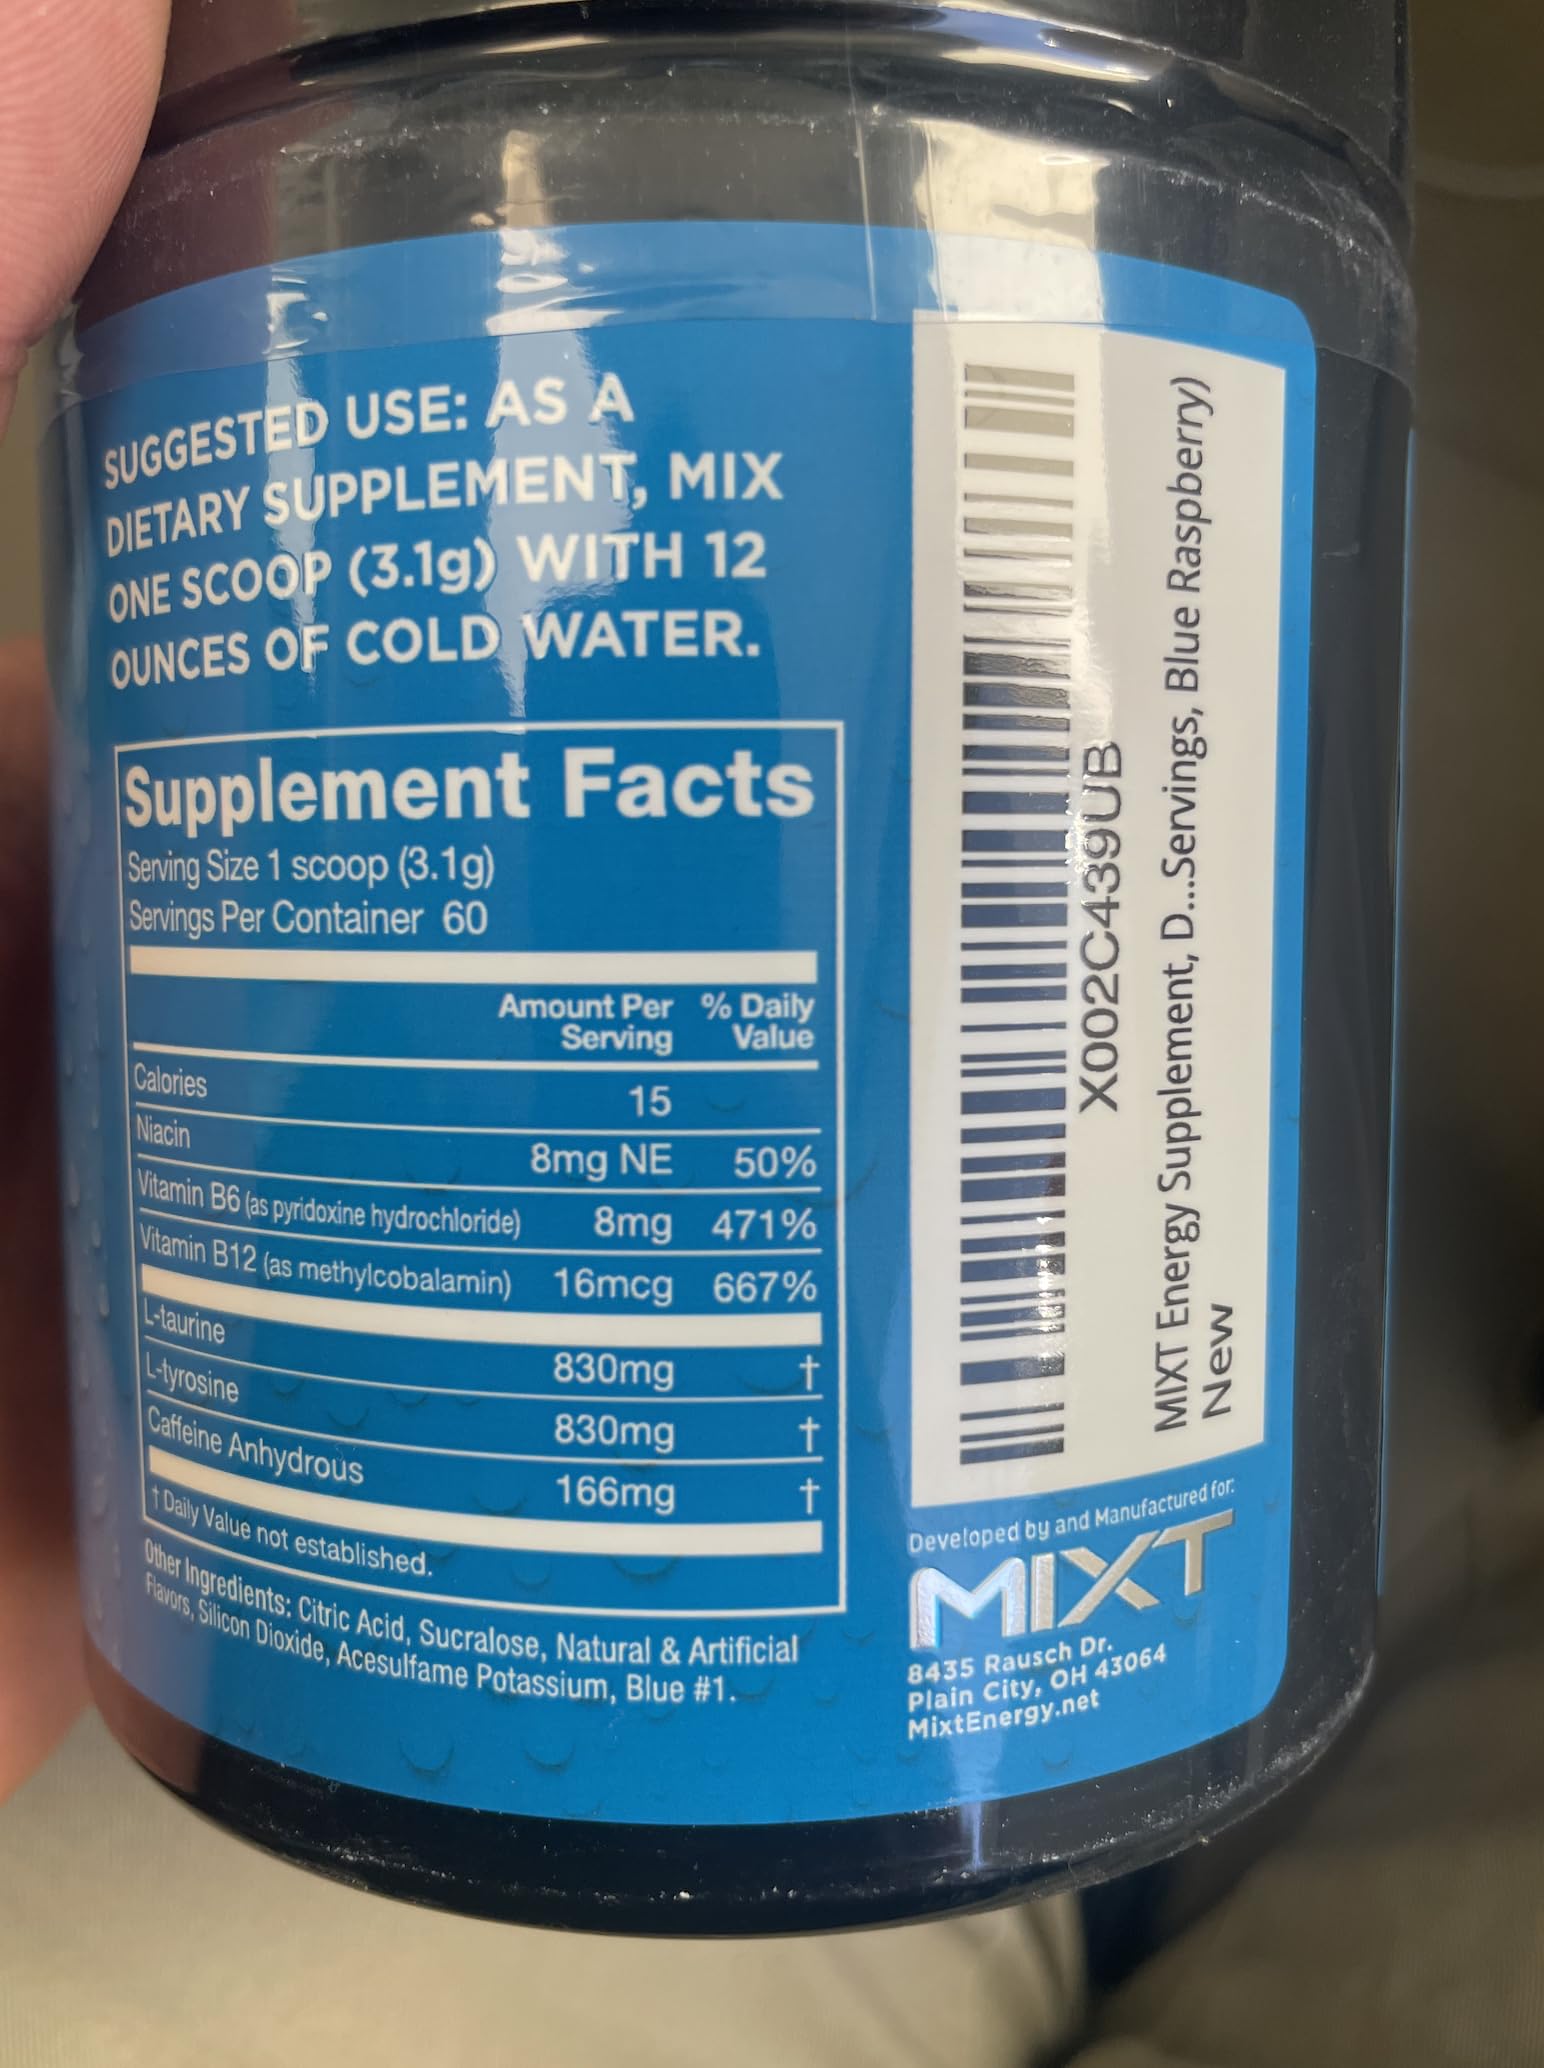 SUGGESTED USE: AS A
DIETARY SUPPLEMENT, MIX
ONE SCOOP (3.1g) WITH 12
OUNCES OF COLD WATER.
Supplement Facts
Serving Size 1 scoop (3.1g)
Servings Per Container 60
Amount Per Serving % Daily Value
Calories 15
Niacin 8mg NE 50%
Vitamin B6 (as pyridoxine hydrochloride) 8mg 471%
Vitamin B12 (as methylcobalamin) 16mcg 667%
L-taurine 830mg †
L-tyrosine 830mg †
Caffeine Anhydrous 166mg †
† Daily Value not established.
Other Ingredients: Citric Acid, Sucralose, Natural & Artificial
Flavors, Silicon Dioxide, Acesulfame Potassium, Blue #1.
X002C439UB
MIXT Energy Supplement, D...Servings, Blue Raspberry)
New
Developed by and Manufactured for:
MIXT
8435 Rausch Dr.
Plain City, OH 43064
MixtEnergy.net